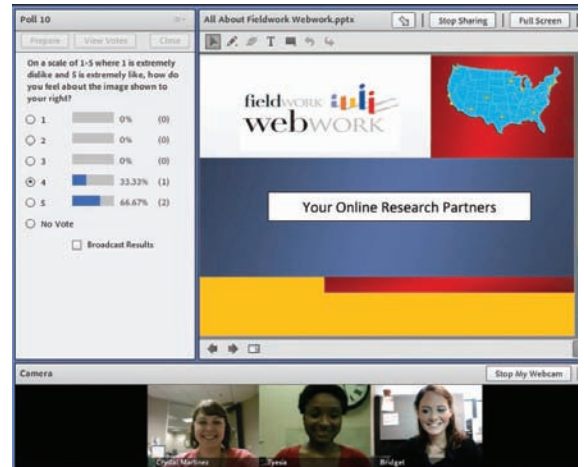 Poll 10
Prepare
View Votes
Close
On a scale of 1-5 where 1 is extremely
dislike and 5 is extremely like, how do
you feel about the image shown to
your right?
1 0% (0)
2 0% (0)
3 0% (0)
4 33.33% (1)
5 66.67% (2)
No Vote
Broadcast Results
All About Fieldwork Webwork.pptx
Stop Sharing
Full Screen
T
fieldwork
webwork
Your Online Research Partners
Camera
Stop My Webcam
Crystal Martinez
Tyesia
Bridget